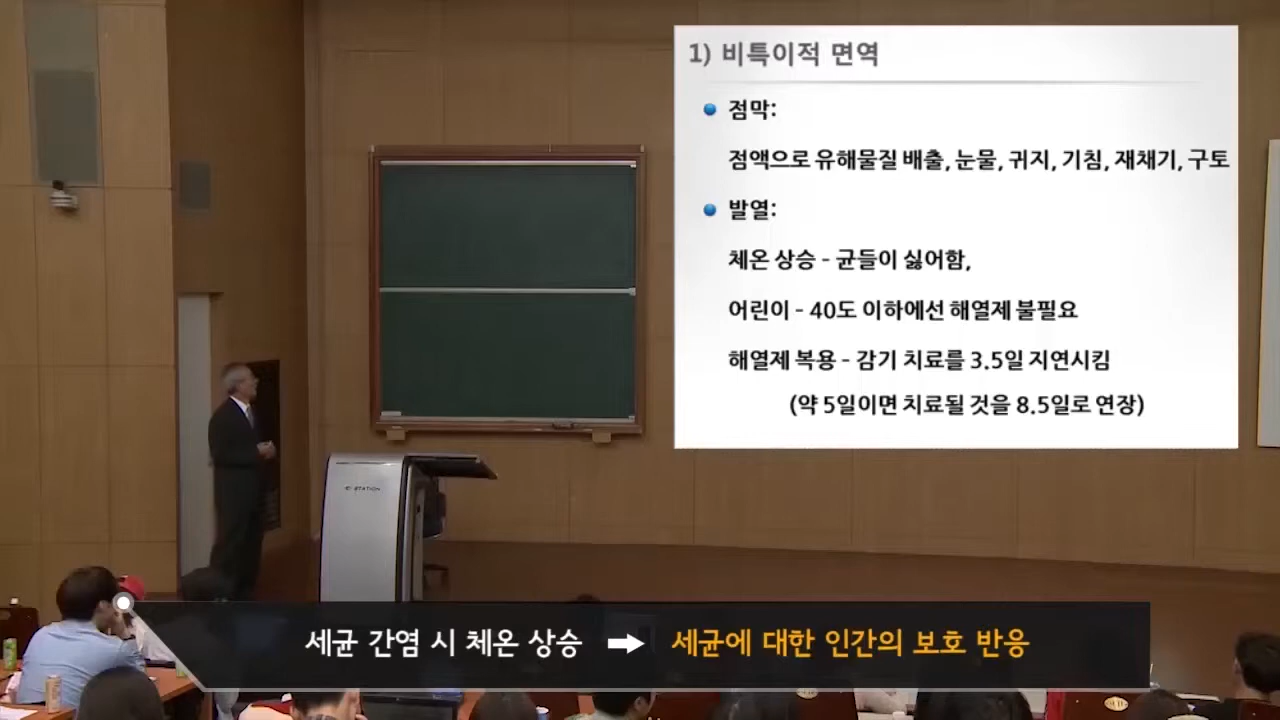 1) 비특이적 면역
점막:
점액으로 유해물질 배출, 눈물, 귀지, 기침, 재채기, 구토
발열:
체온 상승 - 균들이 싫어함,
어린이 - 40도 이하에선 해열제 불필요
해열제 복용 - 감기 치료를 3.5일 지연시킴
(약 5일이면 치료될 것을 8.5일로 연장)
세균 간염 시 체온 상승 ➡ 세균에 대한 인간의 보호 반응